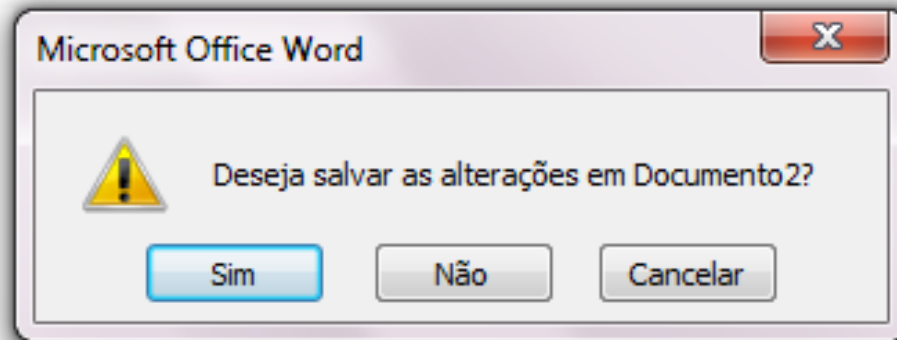 Microsoft Office Word
Deseja salvar as alterações em Documento2?
Sim Não Cancelar